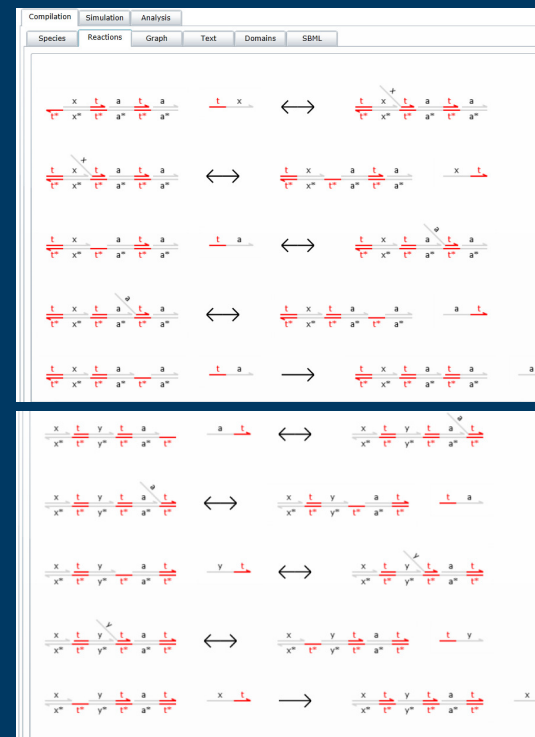 Compilation Simulation Analysis
Species Reactions Graph Text Domains SBML
x t a a t x x
t* x* t* a* t* a* t x t a t a
t* x* t* a* t* a*
x
t x t a t a t x a t a x t
t* x* t* a* t* a* t* x* t* a* t* a*
a
t x a t a t a t x t a t a
t* x* t* a* t* a* t* x* t* a* t* a*
a
t x t a t a t x t a a a t
t* x* t* a* t* a* t* x* t* a* t* a*
t x t a a t a t x t a t a a
t* x* t* a* t* a* t* x* t* a* t* a*
a
x t y t a a t x t y t a t
x* t* y* t* a* t* x* t* y* t* a* t*
a
x t y t a t x t y a t t a
x* t* y* t* a* t* x* t* y* t* a* t*
y
x t y a t y t x t y t a t
x* t* y* t* a* t* x* t* y* t* a* t*
y
x t y t a t x y t a t t y
x* t* y* t* a* t* x* t* y* t* a* t*
x y t a t x t x t y t a t x
x* t* y* t* a* t* x* t* y* t* a* t*